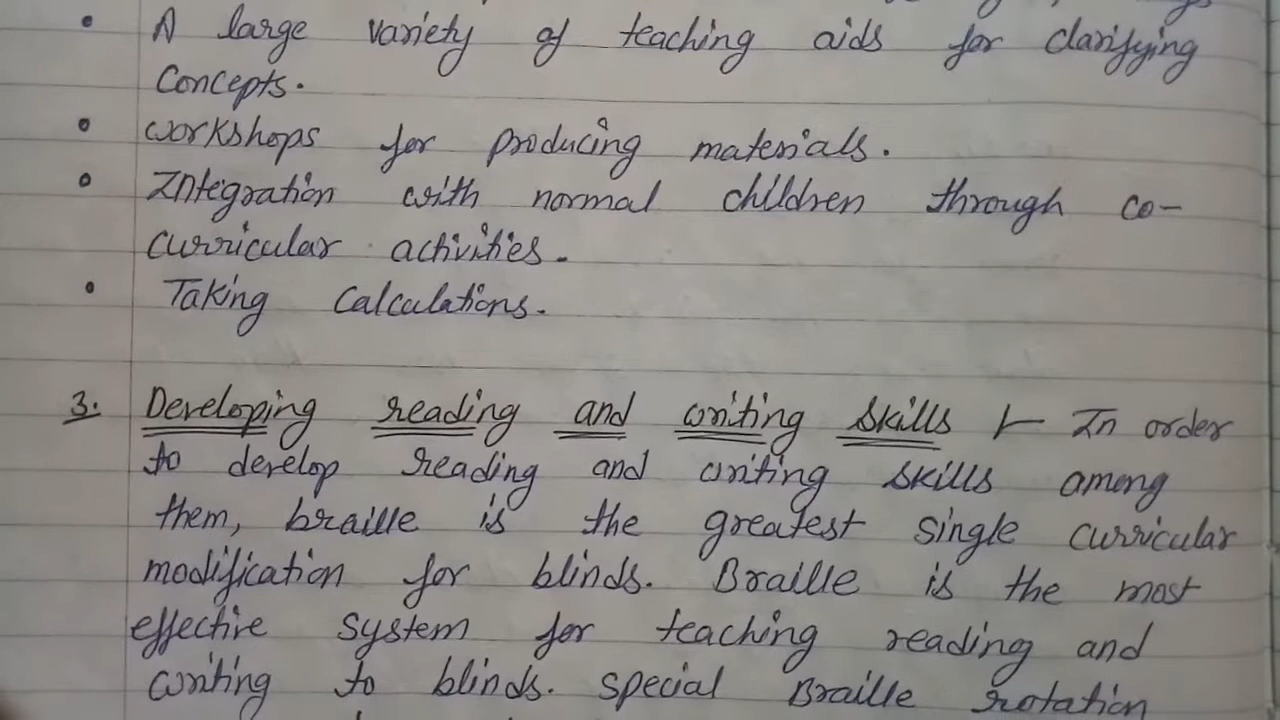 • A large variety of teaching aids for clarifying
concepts.
• workshops for producing materials.
• Integration with normal children through co-
curricular activities.
• Taking Calculations.
3. Developing reading and writing skills :- In order
to develop reading and writing skills among
them, braille is the greatest single curricular
modification for blinds. Braille is the most
effective system for teaching reading and
writing to blinds. special Braille rotation